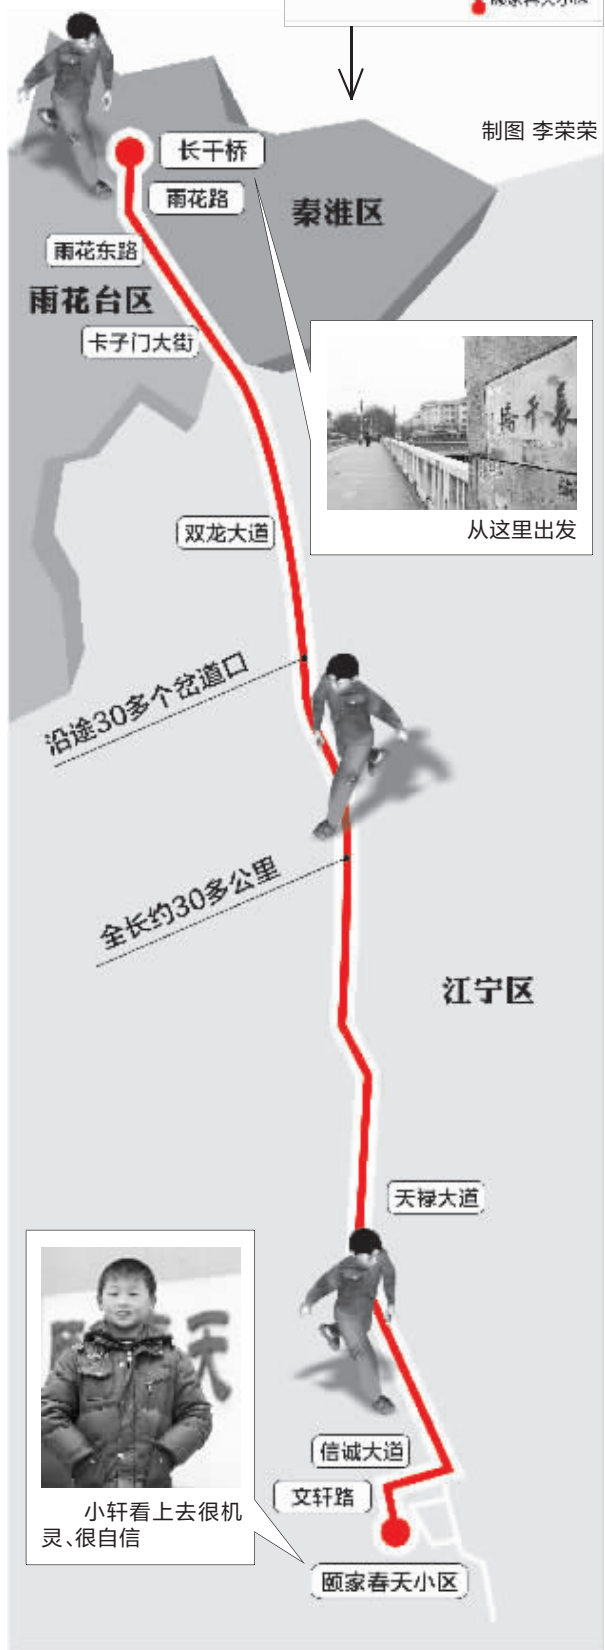 制图 李荣荣
长干桥
雨花路
秦淮区
雨花东路
雨花台区
卡子门大街
从这里出发
双龙大道
沿途30多个岔道口
全长约30多公里
江宁区
天禄大道
小轩看上去很机
灵、很自信
信诚大道
文轩路
颐家春天小区